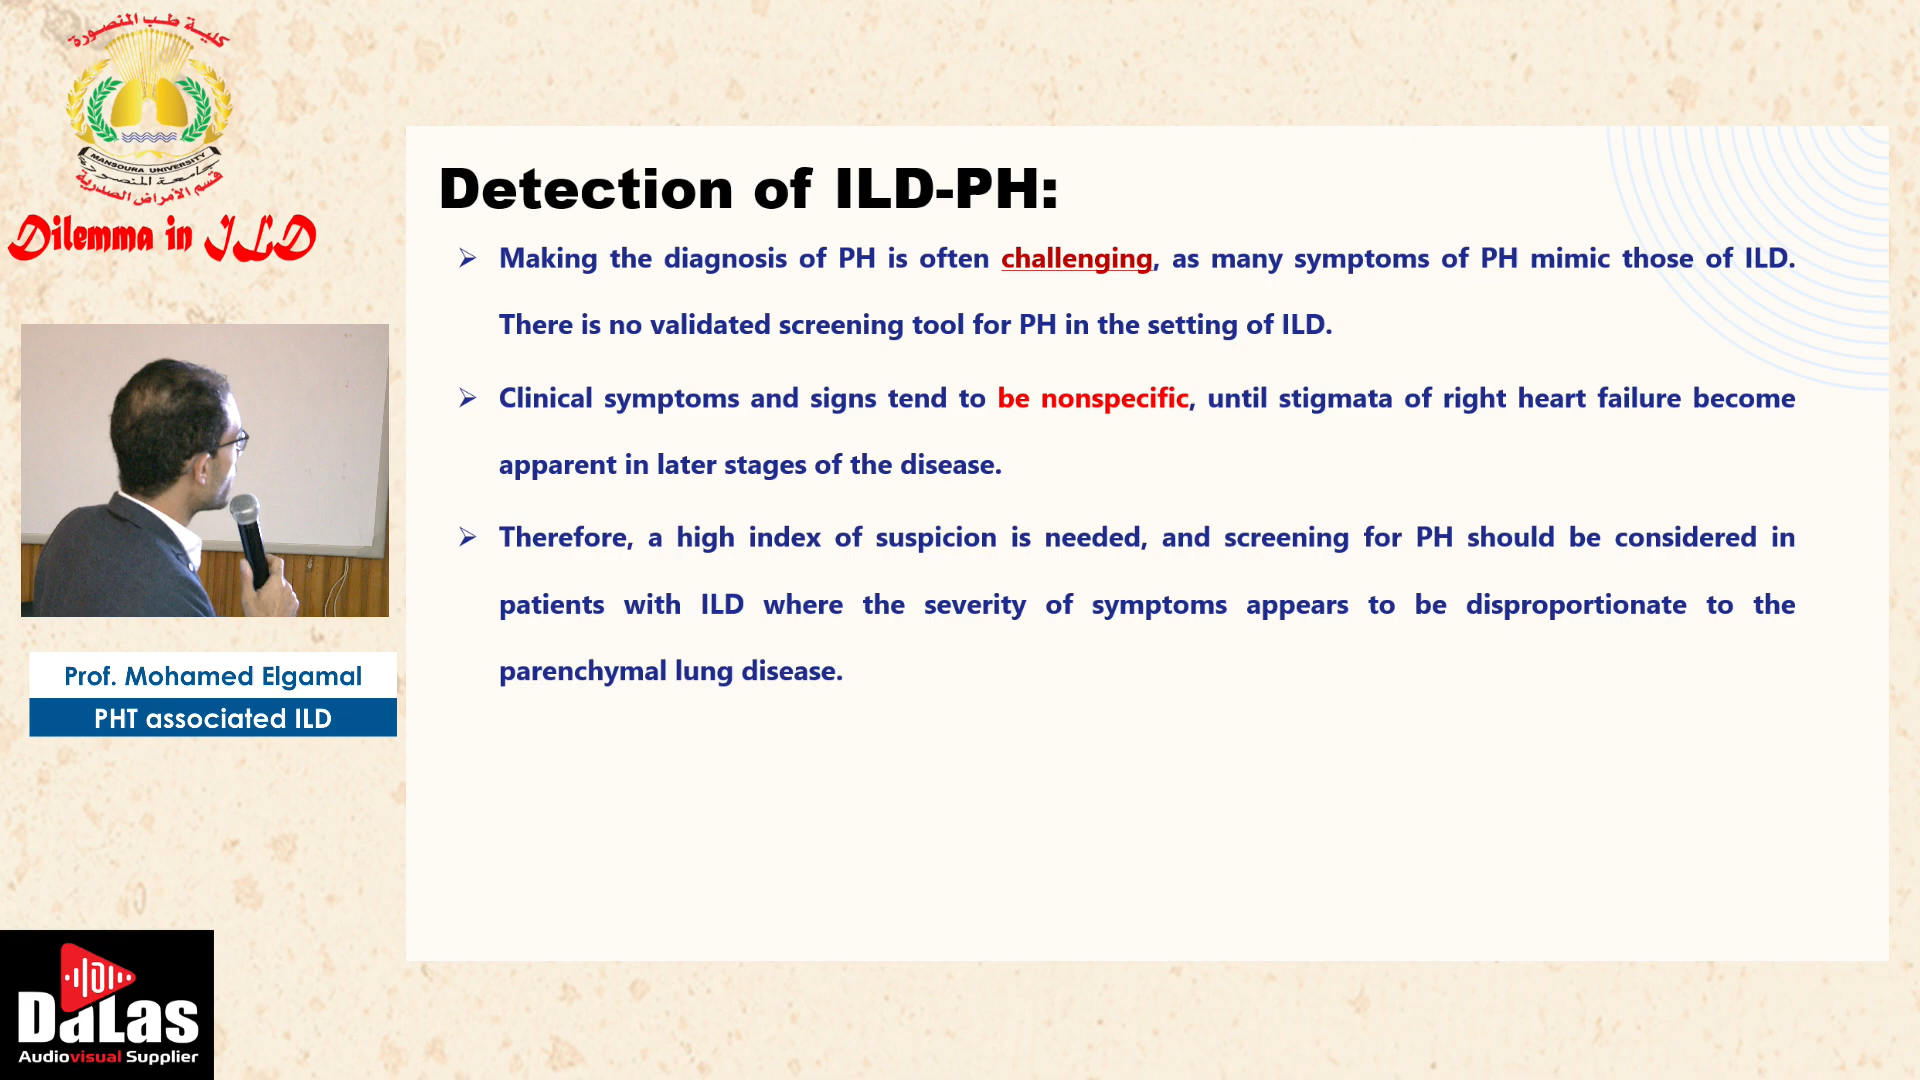 كلية طب المنصورة
MANSOURA UNIVERSITY
جامعة المنصورة
قسم الأمراض الصدرية
Dilemma in ILD
Prof. Mohamed Elgamal
PHT associated ILD
DaLas
Audiovisual Supplier
Detection of ILD-PH:
Making the diagnosis of PH is often challenging, as many symptoms of PH mimic those of ILD.
There is no validated screening tool for PH in the setting of ILD.
Clinical symptoms and signs tend to be nonspecific, until stigmata of right heart failure become
apparent in later stages of the disease.
Therefore, a high index of suspicion is needed, and screening for PH should be considered in
patients with ILD where the severity of symptoms appears to be disproportionate to the
parenchymal lung disease.